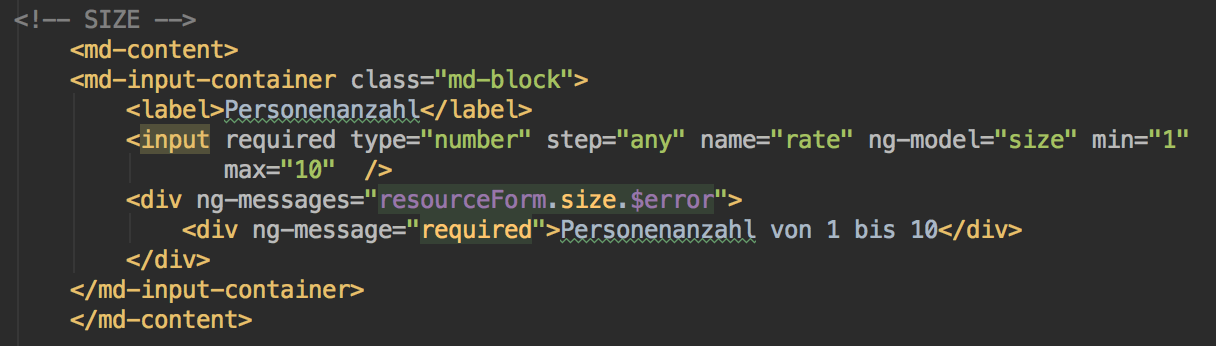 <!-- SIZE -->
<md-content>
<md-input-container class="md-block">
<label>Personenanzahl</label>
<input required type="number" step="any" name="rate" ng-model="size" min="1"
max="10"  />
<div ng-messages="resourceForm.size.$error">
<div ng-message="required">Personenanzahl von 1 bis 10</div>
</div>
</md-input-container>
</md-content>